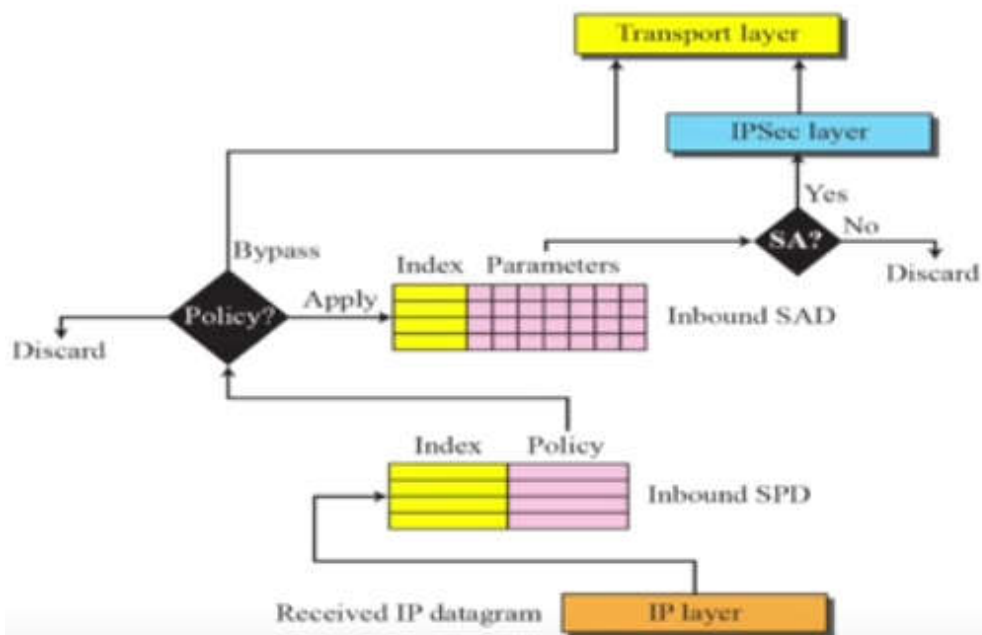 Transport layer
IPSec layer
Yes
SA?
No
Discard
Bypass
Index Parameters
Policy?
Apply
Inbound SAD
Discard
Index Policy
Inbound SPD
Received IP datagram
IP layer